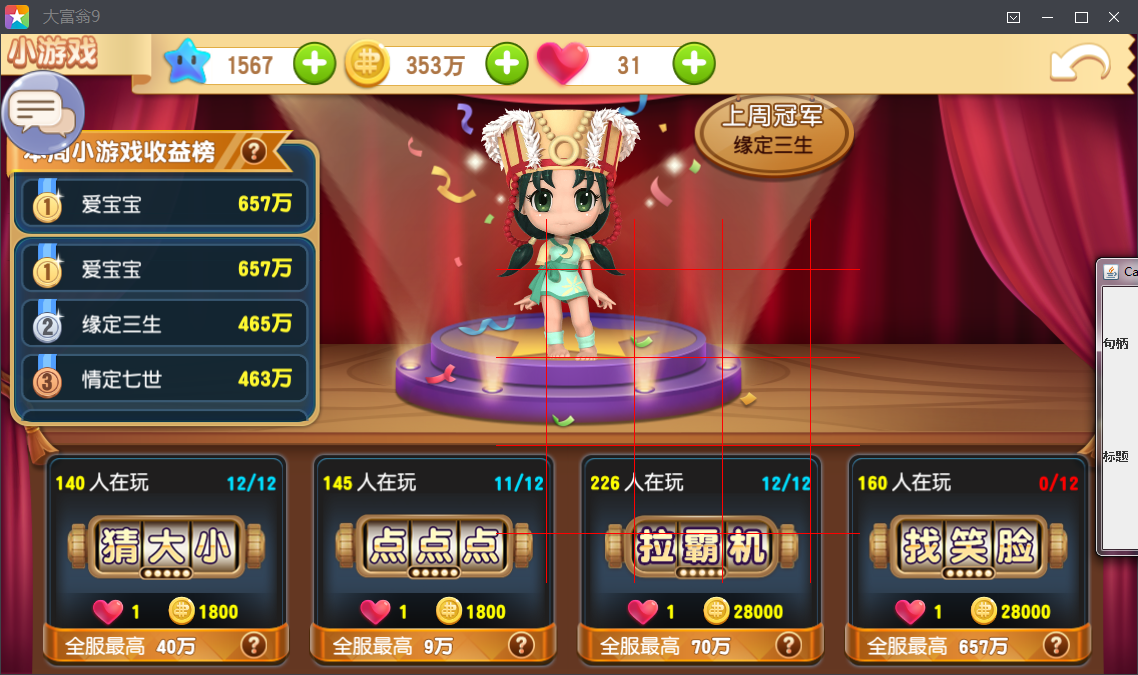 大富翁9
小游戏
1567
353万
31
上周冠军
缘定三生
本周小游戏收益榜 ?
1 爱宝宝 657万
1 爱宝宝 657万
2 缘定三生 465万
3 情定七世 463万
Ca
句柄
标题
140 人在玩 12/12
猜大小
1 1800
全服最高 40万 ?
145 人在玩 11/12
点点点
1 1800
全服最高 9万 ?
226 人在玩 12/12
拉霸机
1 28000
全服最高 70万 ?
160 人在玩 0/12
找笑脸
1 28000
全服最高 657万 ?